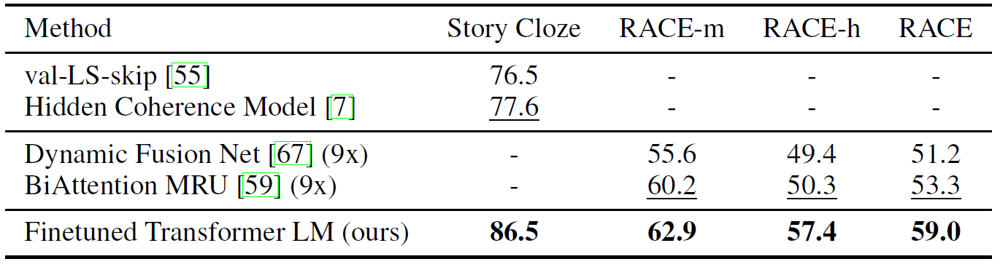 Method Story Cloze RACE-m RACE-h RACE
val-LS-skip [55] 76.5 - - -
Hidden Coherence Model [7] 77.6 - - -
Dynamic Fusion Net [67] (9x) - 55.6 49.4 51.2
BiAttention MRU [59] (9x) - 60.2 50.3 53.3
Finetuned Transformer LM (ours) 86.5 62.9 57.4 59.0